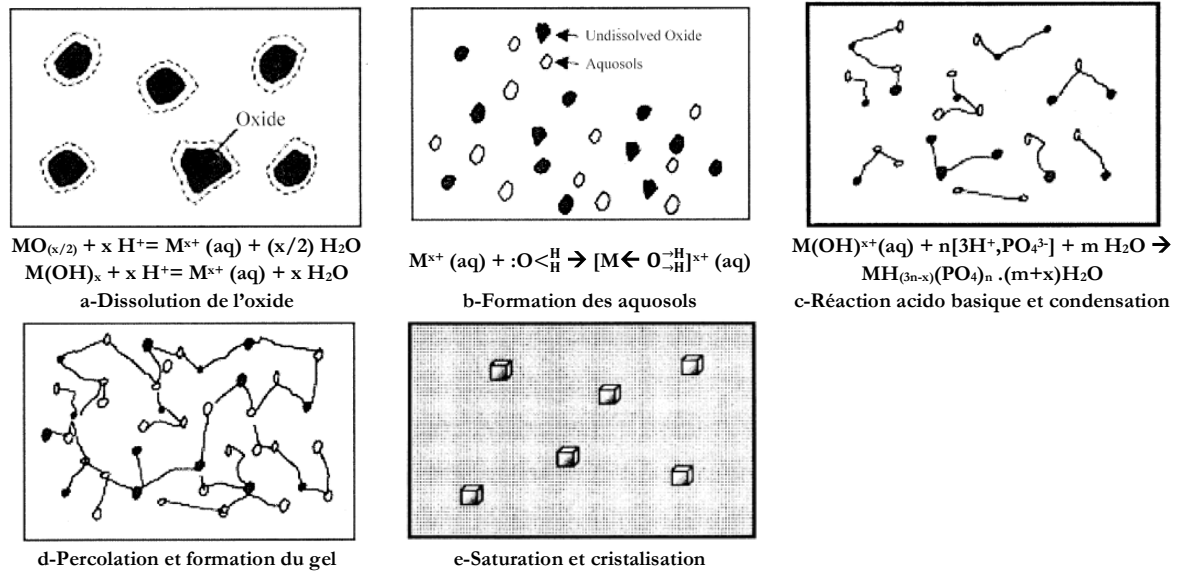 Oxide
Undissolved Oxide
Aquosols
MO(x/2) + x H⁺= Mˣ⁺ (aq) + (x/2) H₂O
M(OH)ₓ + x H⁺= Mˣ⁺ (aq) + x H₂O
a-Dissolution de l’oxide
Mˣ⁺ (aq) + :O<H H → [M← O→H →H]ˣ⁺ (aq)
b-Formation des aquosols
M(OH)ˣ⁺(aq) + n[3H⁺,PO₄³⁻] + m H₂O →
MH(3n-x)(PO₄)ₙ .(m+x)H₂O
c-Réaction acido basique et condensation
d-Percolation et formation du gel
e-Saturation et cristalisation